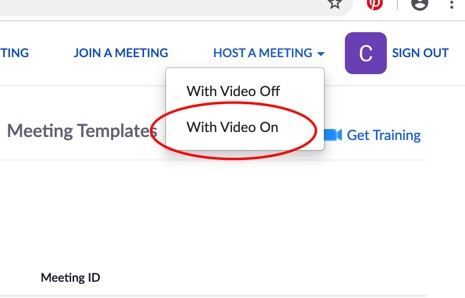 TING JOIN A MEETING HOST A MEETING C SIGN OUT
With Video Off
With Video On
Meeting Templates Get Training
Meeting ID